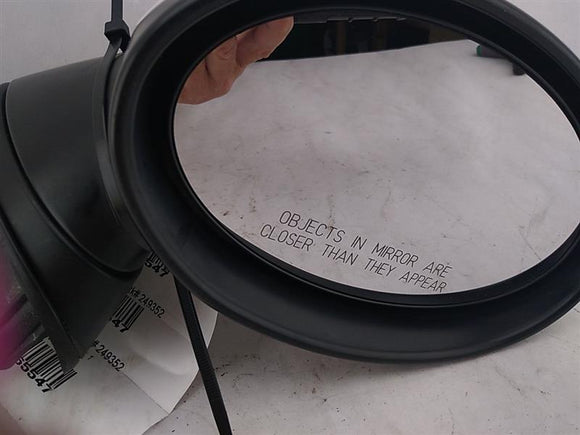 OBJECTS IN MIRROR ARE
CLOSER THAN THEY APPEAR
k# 249352
# 249352